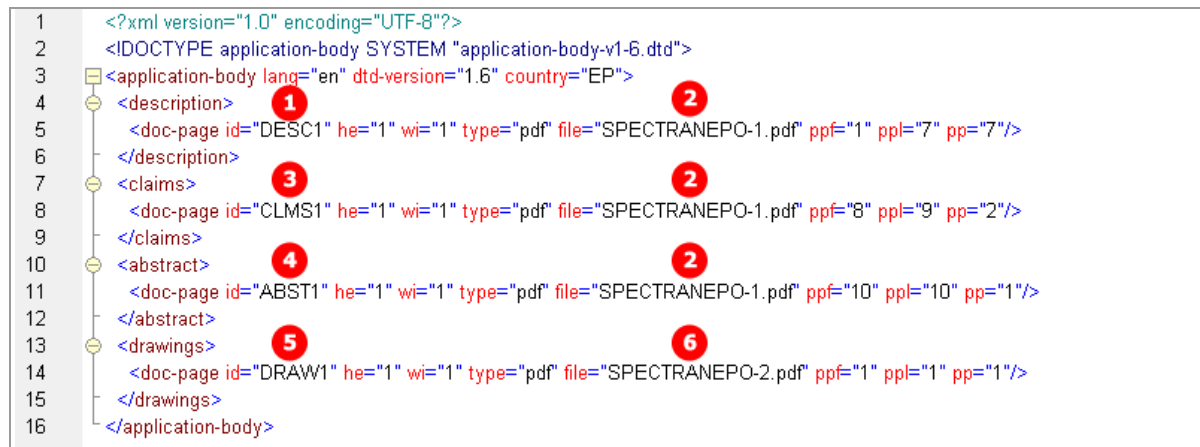 1 <?xml version="1.0" encoding="UTF-8"?>
2 <!DOCTYPE application-body SYSTEM "application-body-v1-6.dtd">
3 <application-body lang="en" dtd-version="1.6" country="EP">
4 <description> 1 2
5 <doc-page id="DESC1" he="1" wi="1" type="pdf" file="SPECTRANEPO-1.pdf" ppf="1" ppl="7" pp="7"/>
6 </description>
7 <claims> 3 2
8 <doc-page id="CLMS1" he="1" wi="1" type="pdf" file="SPECTRANEPO-1.pdf" ppf="8" ppl="9" pp="2"/>
9 </claims>
10 <abstract> 4 2
11 <doc-page id="ABST1" he="1" wi="1" type="pdf" file="SPECTRANEPO-1.pdf" ppf="10" ppl="10" pp="1"/>
12 </abstract>
13 <drawings> 5 6
14 <doc-page id="DRAW1" he="1" wi="1" type="pdf" file="SPECTRANEPO-2.pdf" ppf="1" ppl="1" pp="1"/>
15 </drawings>
16 </application-body>